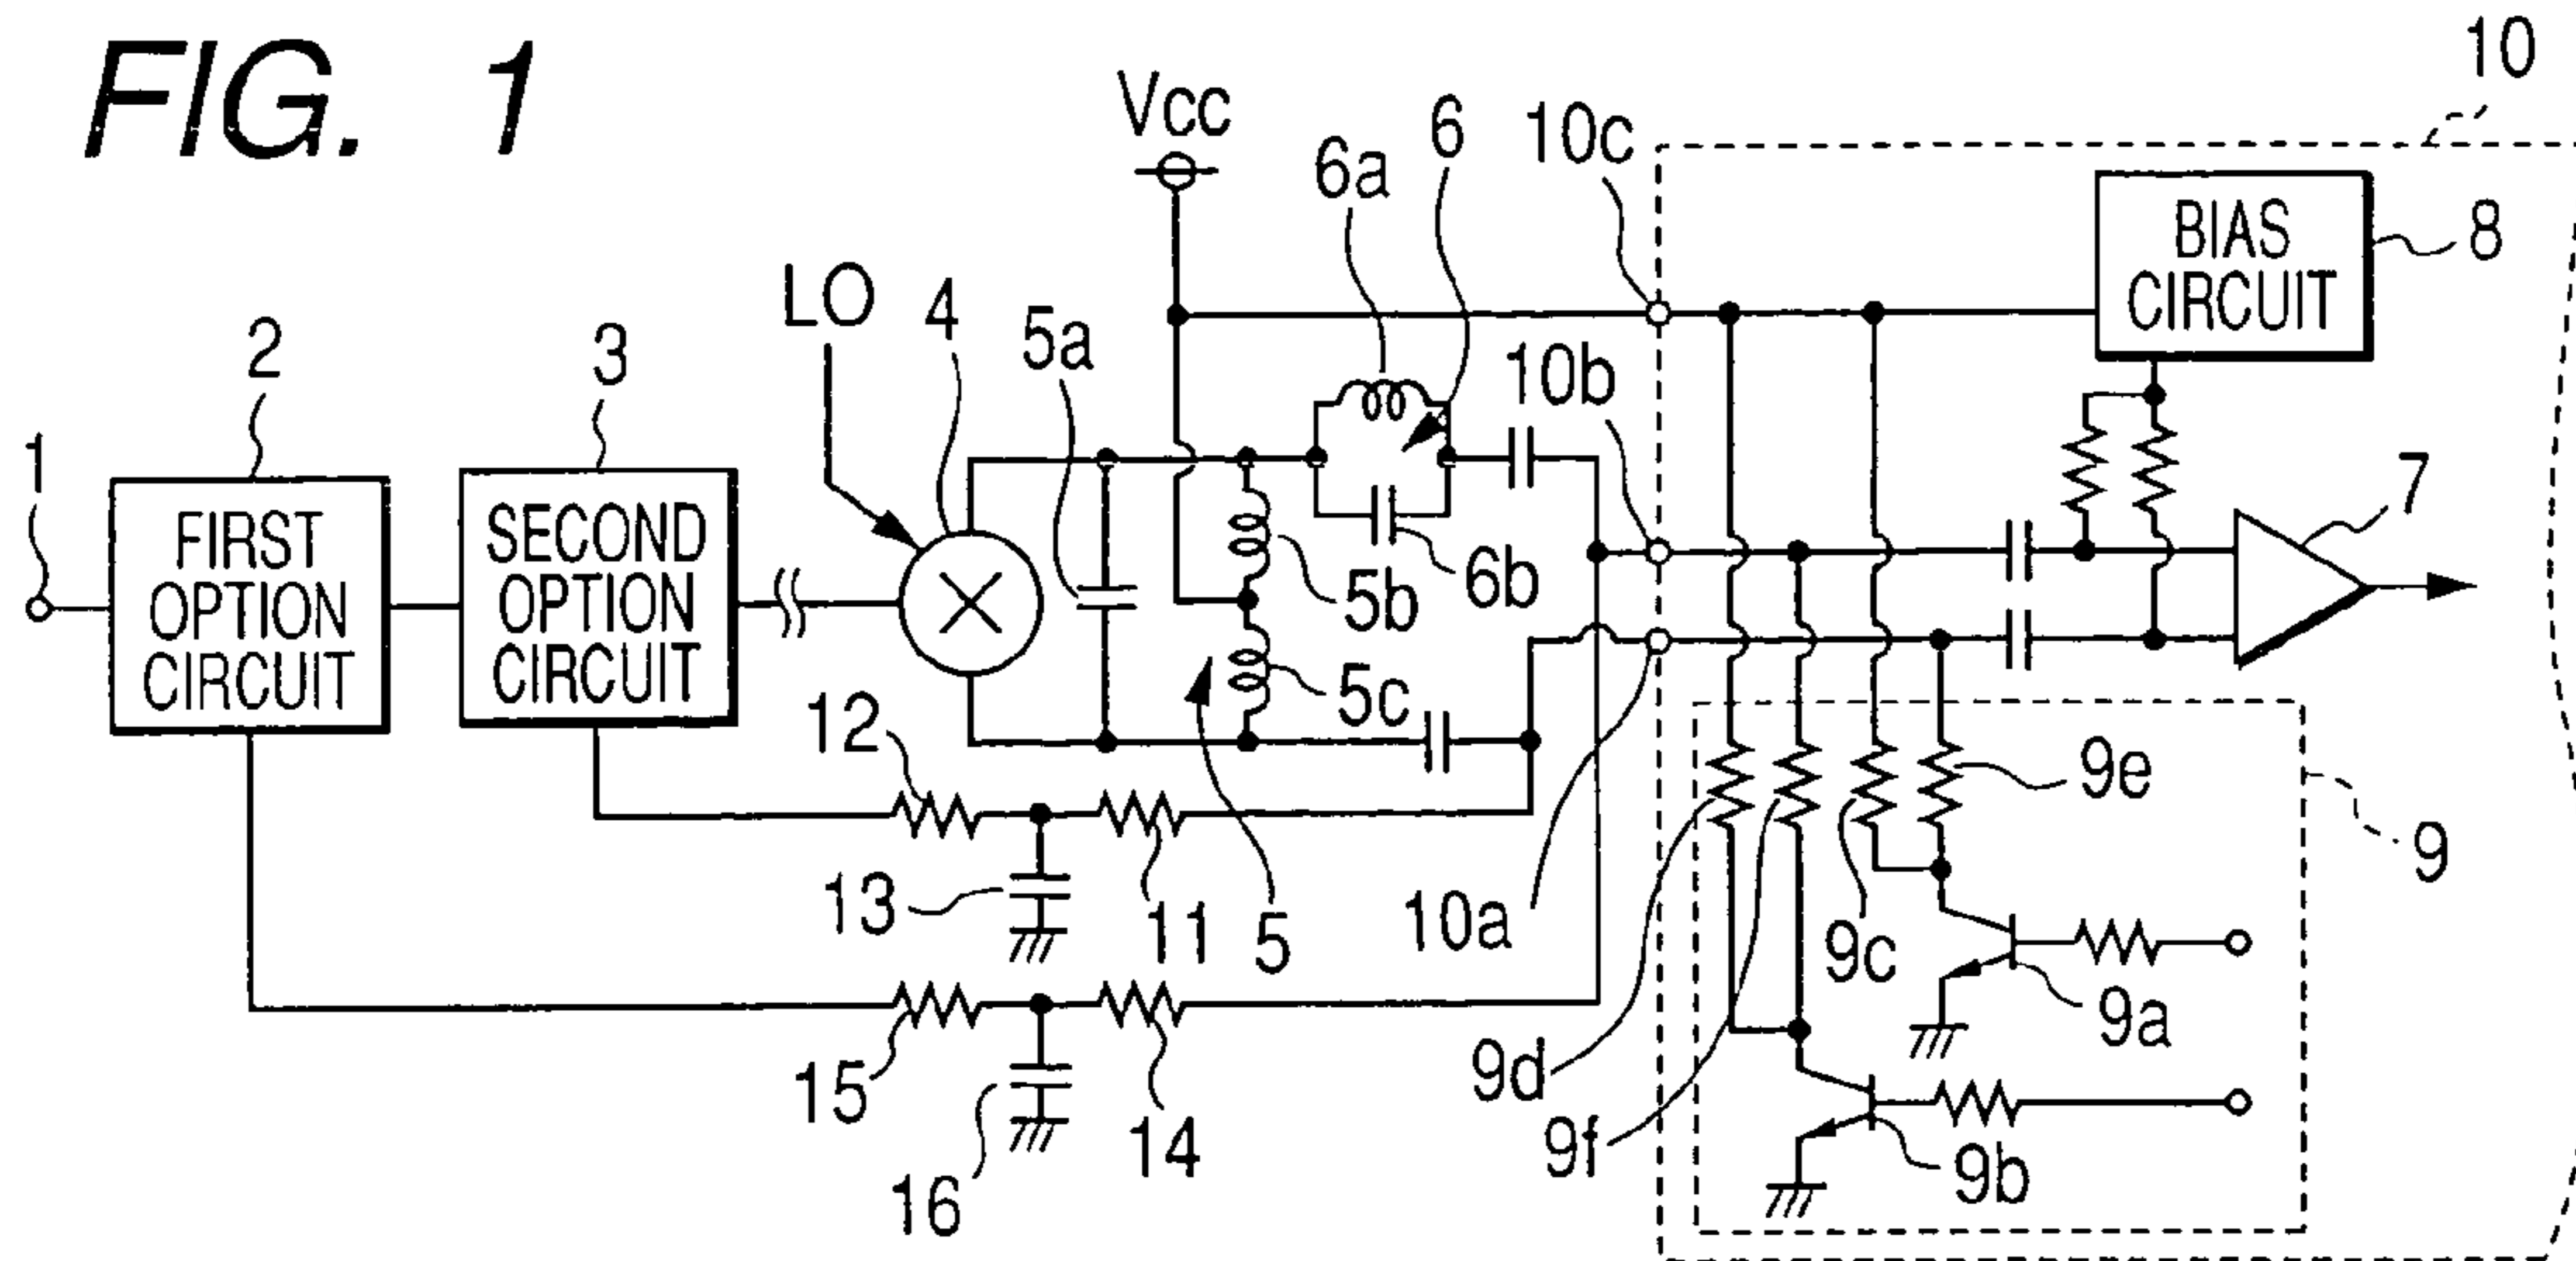 FIG. 1
10
Vcc
10c
6
6a
BIAS
CIRCUIT
8
LO
4
5a
10b
2
3
1
FIRST
OPTION
CIRCUIT
SECOND
OPTION
CIRCUIT
7
5b
6b
5c
12
9e
9
13
11
5
10a
9c
9a
15
14
9d
16
9f
9b